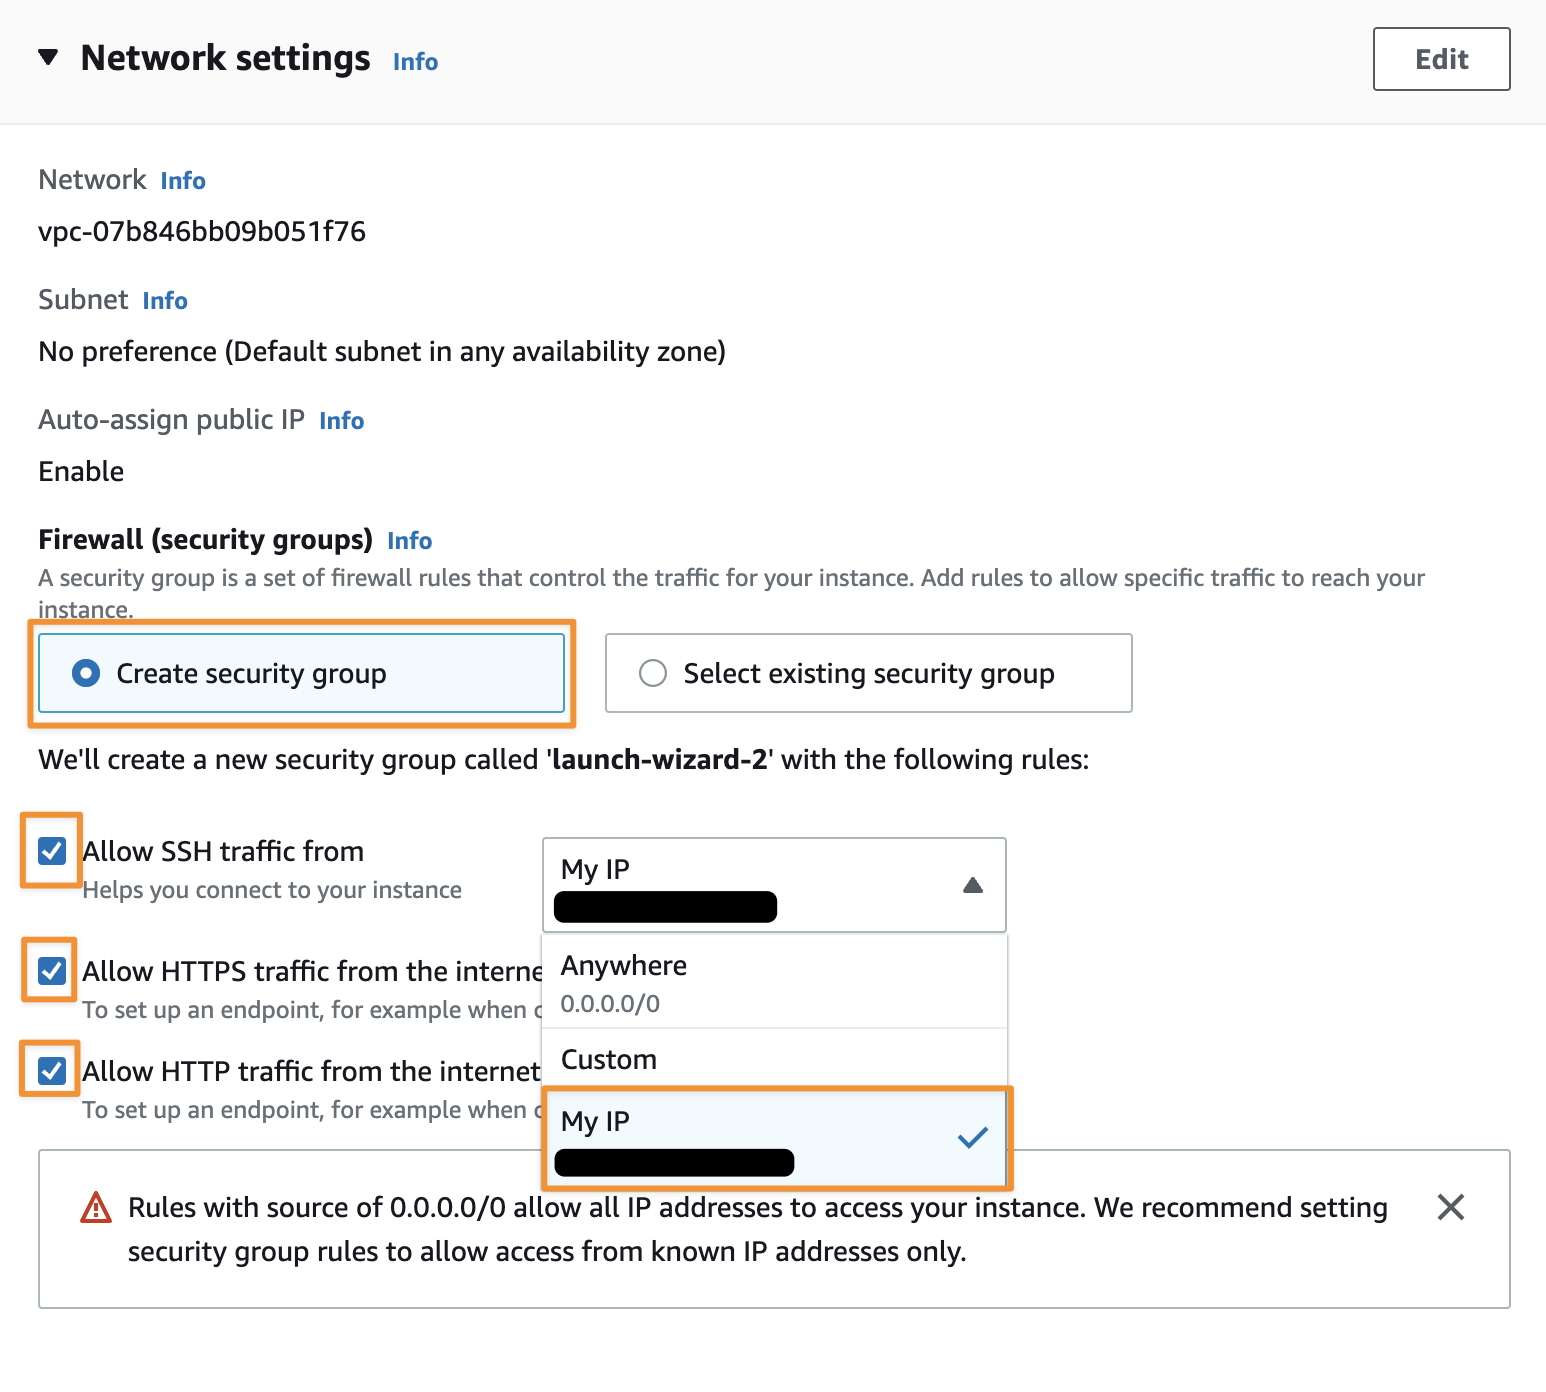 Network settings Info
Edit
Network Info
vpc-07b846bb09b051f76
Subnet Info
No preference (Default subnet in any availability zone)
Auto-assign public IP Info
Enable
Firewall (security groups) Info
A security group is a set of firewall rules that control the traffic for your instance. Add rules to allow specific traffic to reach your
instance.
Create security group
Select existing security group
We'll create a new security group called 'launch-wizard-2' with the following rules:
Allow SSH traffic from
Helps you connect to your instance
My IP
Allow HTTPS traffic from the interne
To set up an endpoint, for example when
Allow HTTP traffic from the internet
To set up an endpoint, for example when
Anywhere
0.0.0.0/0
Custom
My IP
Rules with source of 0.0.0.0/0 allow all IP addresses to access your instance. We recommend setting
security group rules to allow access from known IP addresses only.